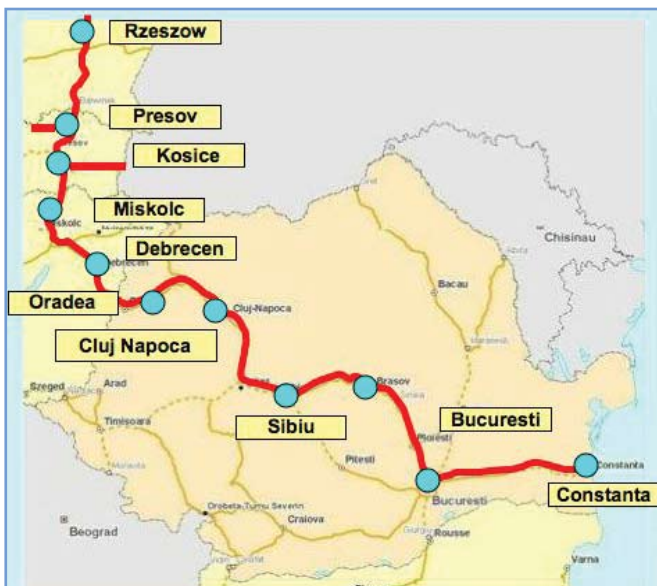 Rzeszow
Presov
Kosice
Miskolc
Debrecen
Chisinau
Bacau
Oradea
Cluj-Napoca
Cluj Napoca
Szeged
Arad
Brasov
Sibiu
Bucuresti
Timisoara
Ploiesti
Pitesti
Constanta
Constanta
Bucuresti
Drobeta-Turnu Severin
Craiova
Beograd
Rousse
Varna